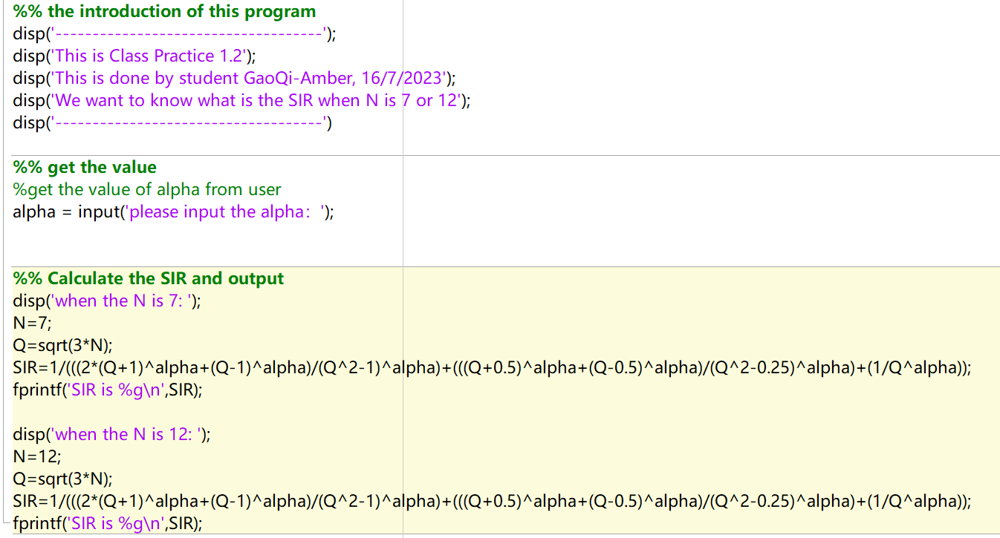 %% the introduction of this program
disp('------------------------------------');
disp('This is Class Practice 1.2');
disp('This is done by student GaoQi-Amber, 16/7/2023');
disp('We want to know what is the SIR when N is 7 or 12');
disp('------------------------------------')
%% get the value
%get the value of alpha from user
alpha = input('please input the alpha：');
%% Calculate the SIR and output
disp('when the N is 7: ');
N=7;
Q=sqrt(3*N);
SIR=1/(((2*(Q+1)^alpha+(Q-1)^alpha)/(Q^2-1)^alpha)+(((Q+0.5)^alpha+(Q-0.5)^alpha)/(Q^2-0.25)^alpha)+(1/Q^alpha));
fprintf('SIR is %g\n',SIR);
disp('when the N is 12: ');
N=12;
Q=sqrt(3*N);
SIR=1/(((2*(Q+1)^alpha+(Q-1)^alpha)/(Q^2-1)^alpha)+(((Q+0.5)^alpha+(Q-0.5)^alpha)/(Q^2-0.25)^alpha)+(1/Q^alpha));
fprintf('SIR is %g\n',SIR);